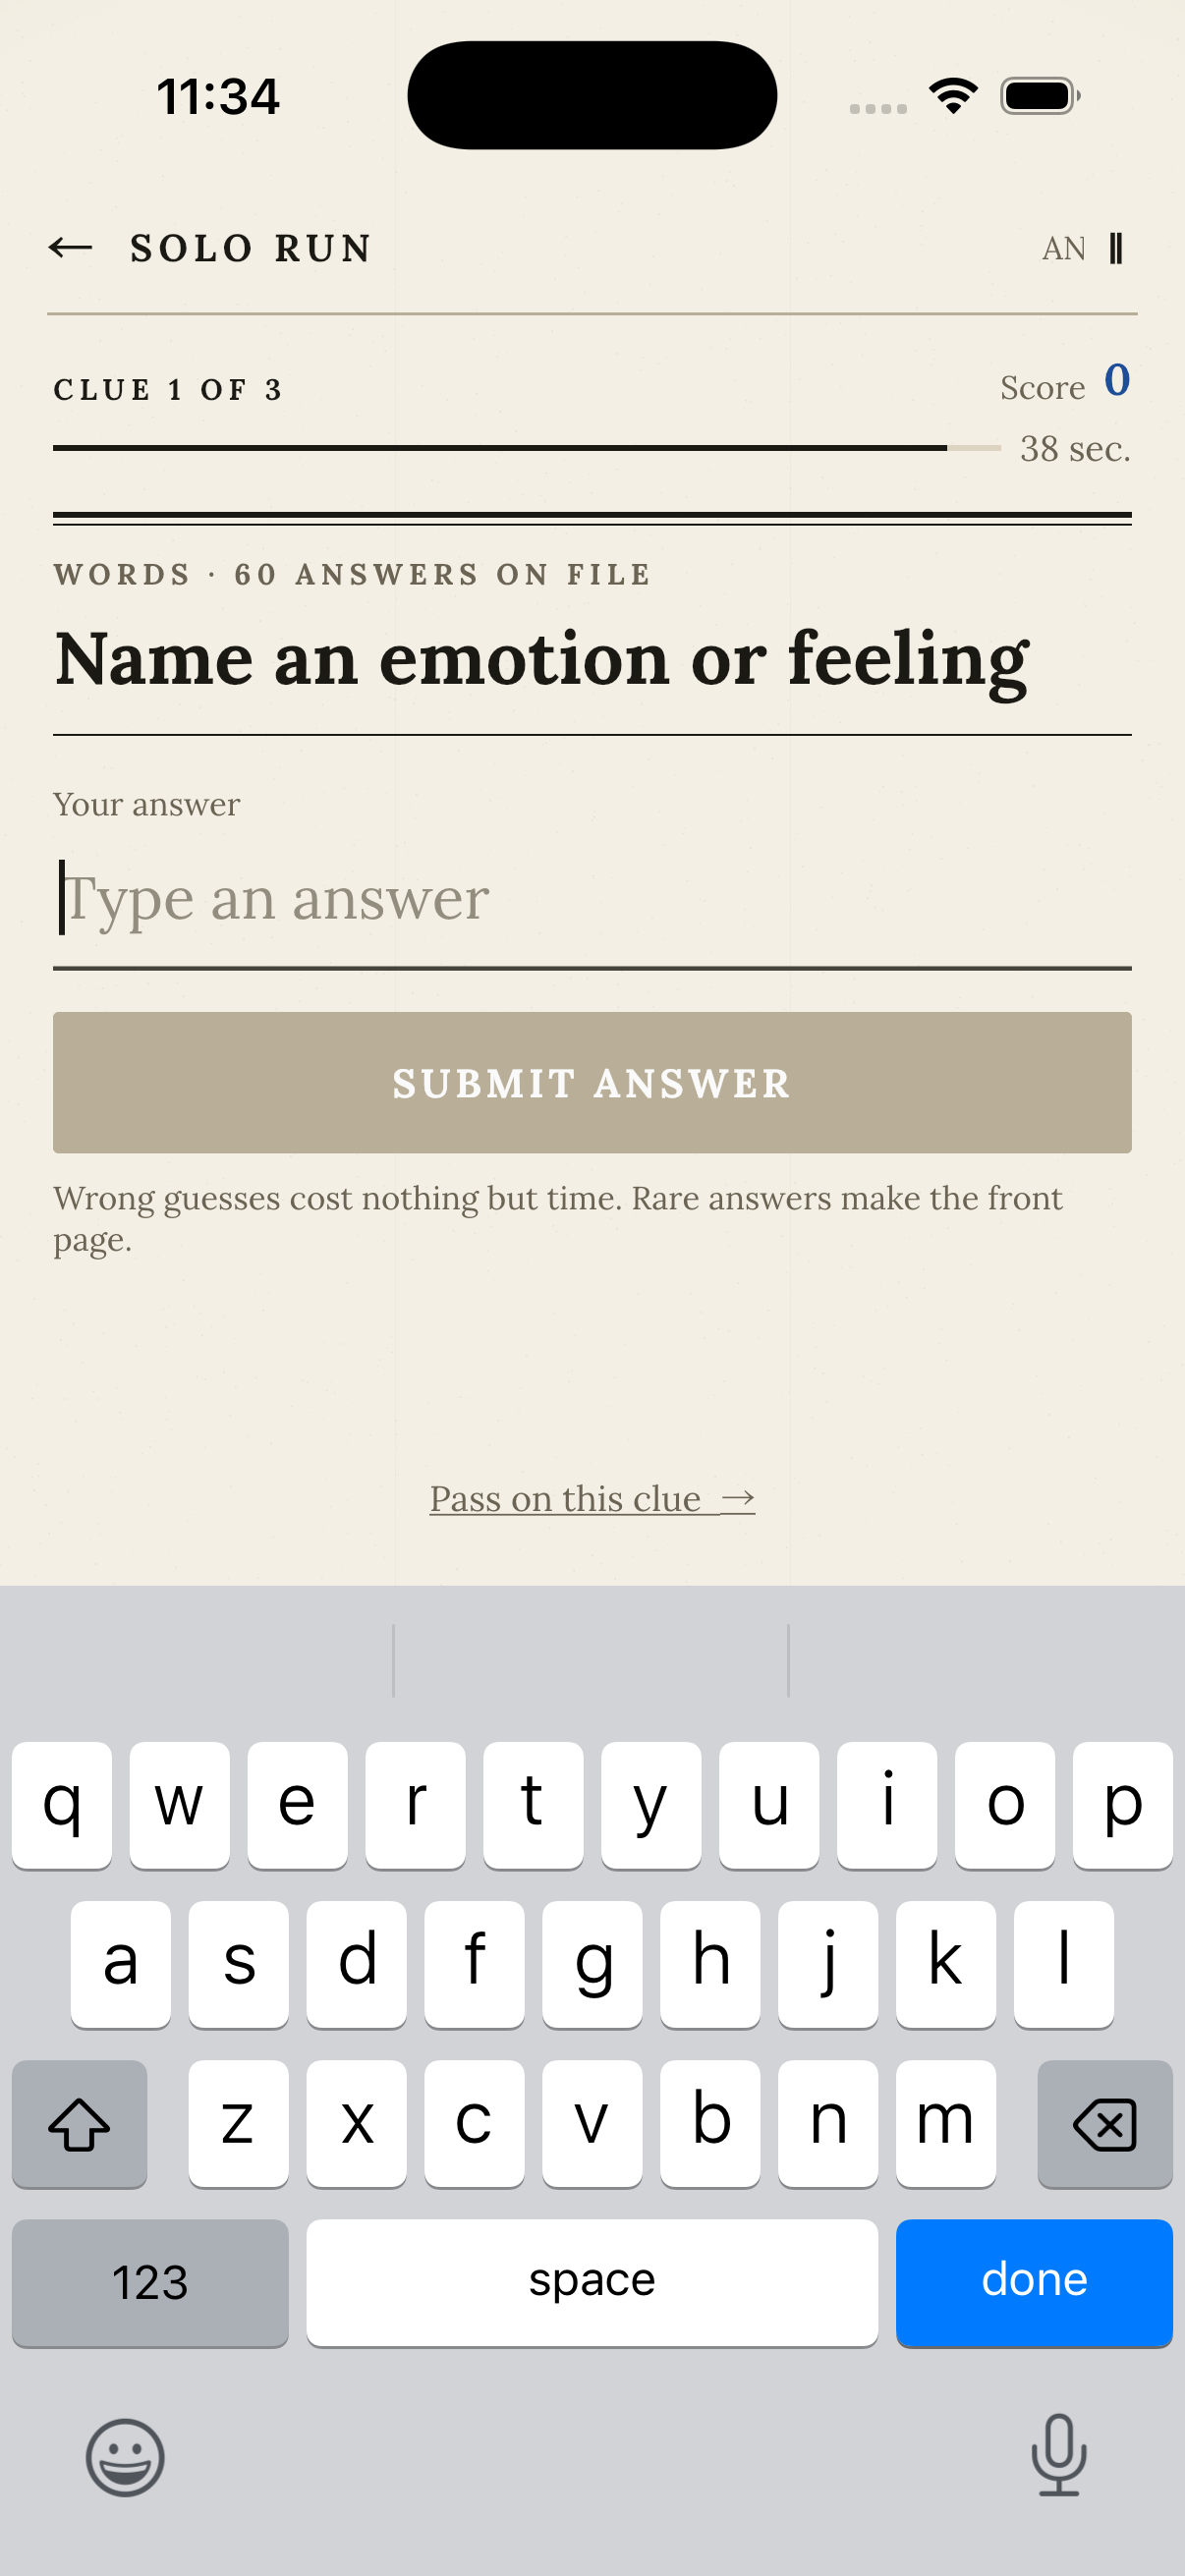 11:34
← SOLO RUN
AN
CLUE 1 OF 3
Score 0
38 sec.
WORDS · 60 ANSWERS ON FILE
Name an emotion or feeling
Your answer
Type an answer
SUBMIT ANSWER
Wrong guesses cost nothing but time. Rare answers make the front
page.
Pass on this clue →
q w e r t y u i o p
a s d f g h j k l
z x c v b n m
123 space done